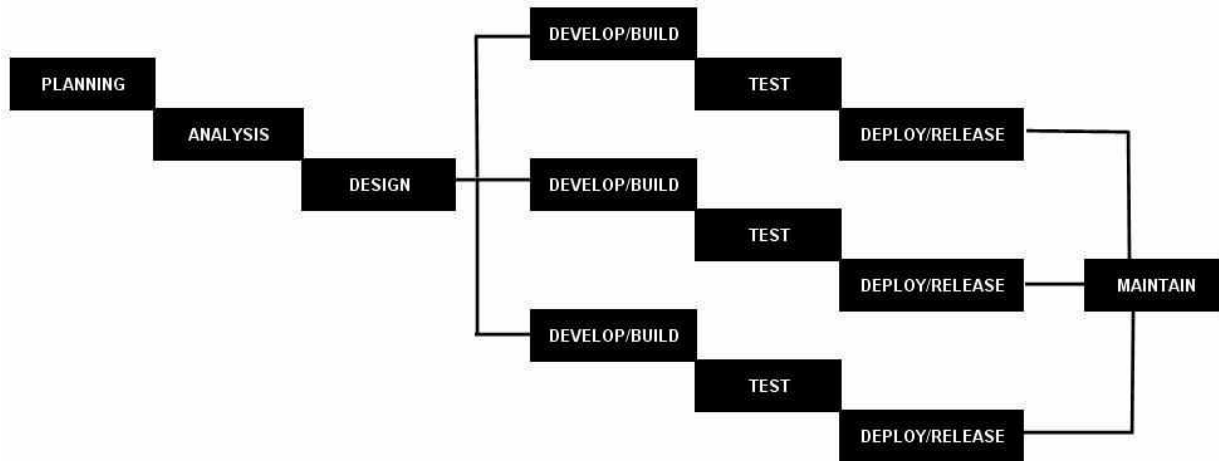 PLANNING
ANALYSIS
DESIGN
DEVELOP/BUILD
TEST
DEPLOY/RELEASE
DEVELOP/BUILD
TEST
DEPLOY/RELEASE
DEVELOP/BUILD
TEST
DEPLOY/RELEASE
MAINTAIN